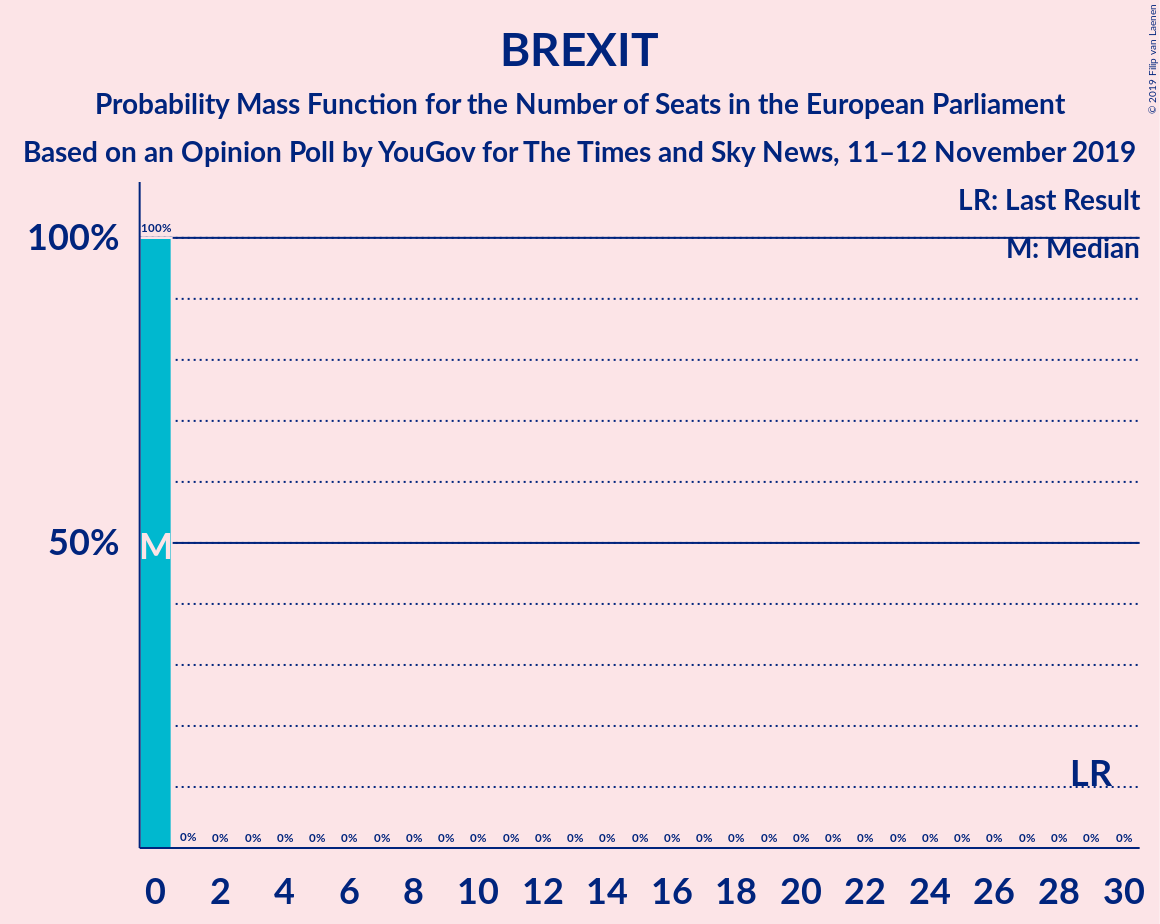 BREXIT
Probability Mass Function for the Number of Seats in the European Parliament
Based on an Opinion Poll by YouGov for The Times and Sky News, 11–12 November 2019
© 2019 Filip van Laenen
LR: Last Result
M: Median
100%
100%
50%
M
LR
0% 0% 0% 0% 0% 0% 0% 0% 0% 0% 0% 0% 0% 0% 0% 0% 0% 0% 0% 0% 0% 0% 0% 0% 0% 0% 0% 0% 0% 0%
0 2 4 6 8 10 12 14 16 18 20 22 24 26 28 30